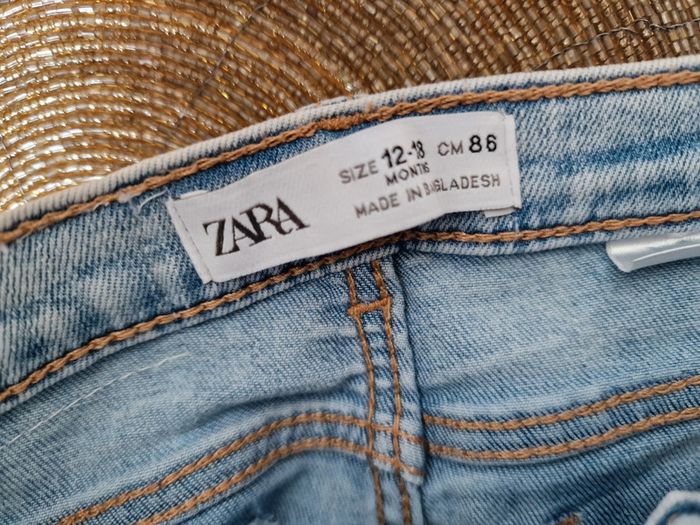 ZARA
SIZE 12-18 CM 86
MONTHS
MADE IN BANGLADESH